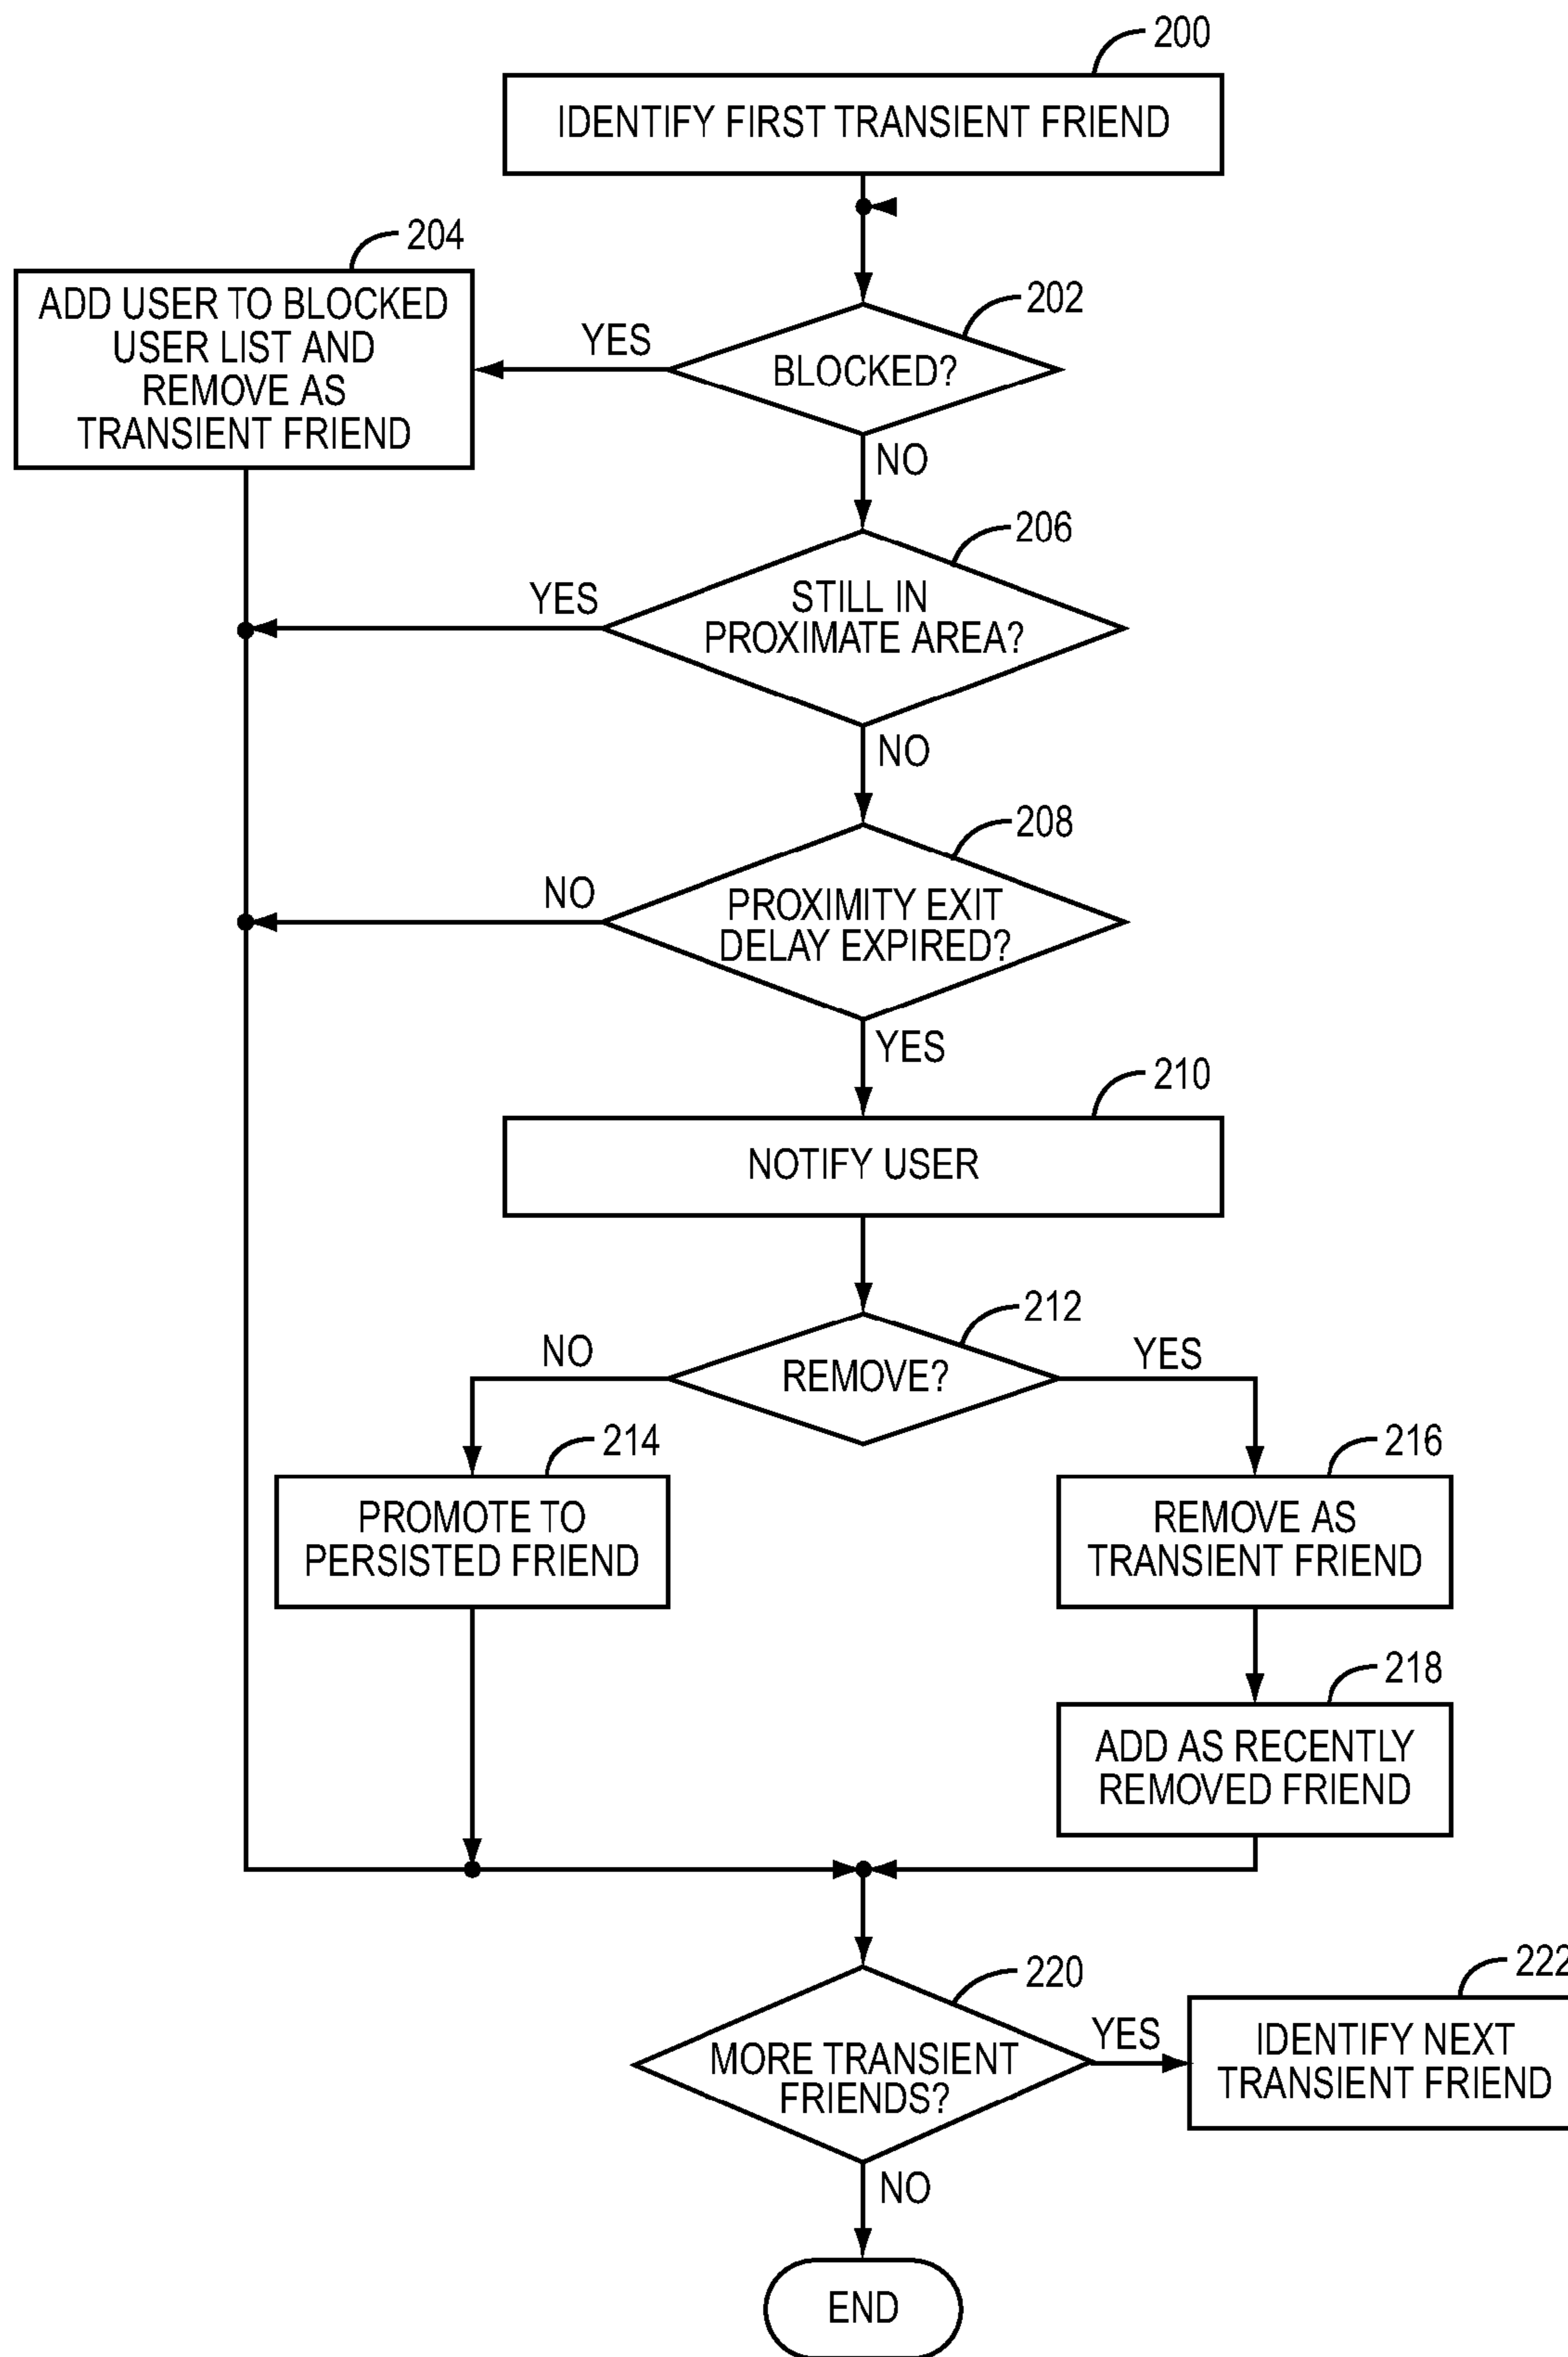 200
IDENTIFY FIRST TRANSIENT FRIEND
204
ADD USER TO BLOCKED
USER LIST AND
REMOVE AS
TRANSIENT FRIEND
YES
202
BLOCKED?
NO
206
YES
STILL IN
PROXIMATE AREA?
NO
208
NO
PROXIMITY EXIT
DELAY EXPIRED?
YES
210
NOTIFY USER
212
NO
REMOVE?
YES
214
PROMOTE TO
PERSISTED FRIEND
216
REMOVE AS
TRANSIENT FRIEND
218
ADD AS RECENTLY
REMOVED FRIEND
220
MORE TRANSIENT
FRIENDS?
YES
222
IDENTIFY NEXT
TRANSIENT FRIEND
NO
END